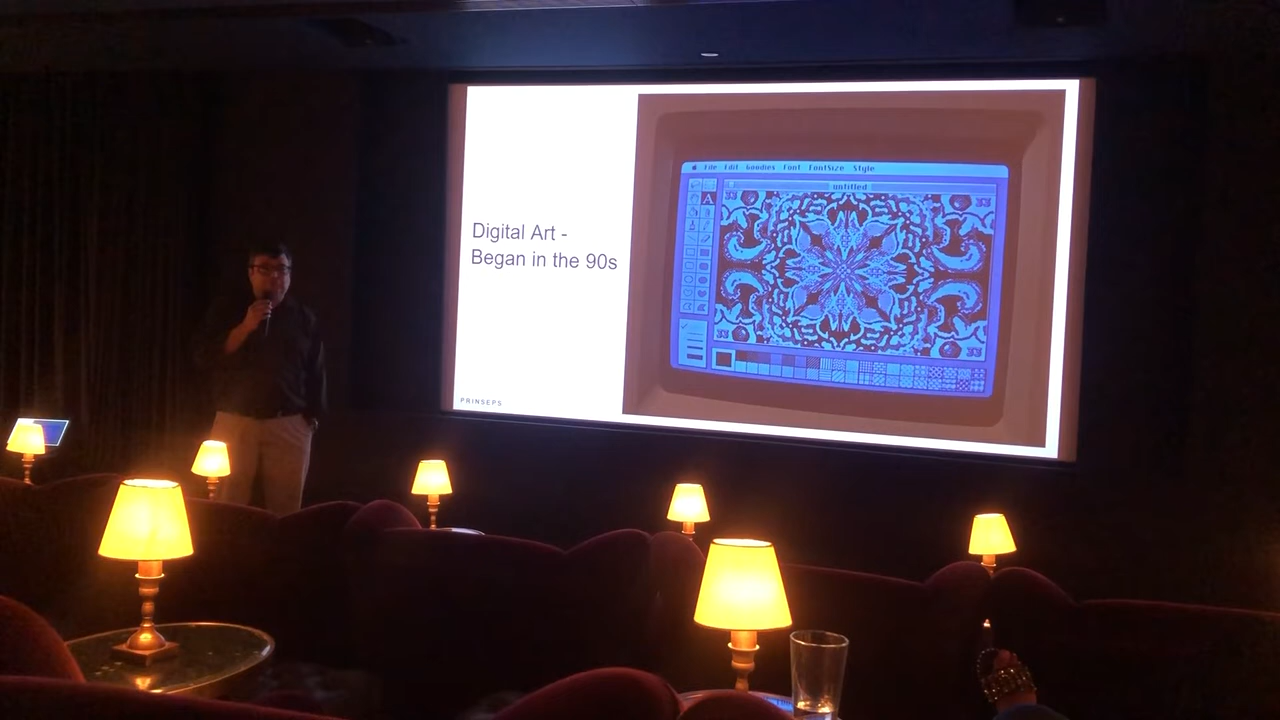 Digital Art -
Began in the 90s
PRINSEPS
File Edit Goodies Font FontSize Style
untitled
A